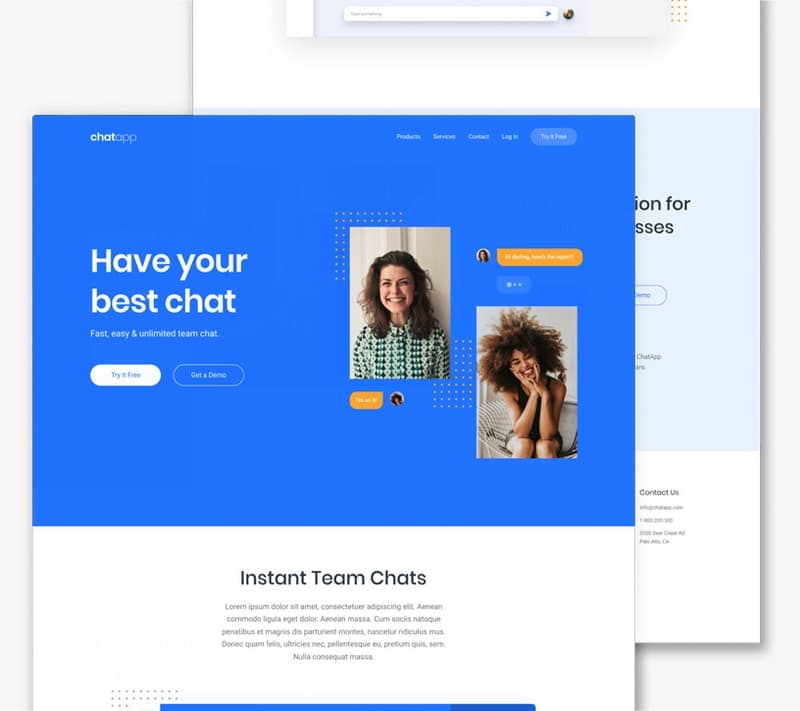 Type something
chatapp
Products
Services
Contact
Log In
Try It Free
Have your
best chat
Fast, easy & unlimited team chat.
Try It Free
Get a Demo
Hi darling, how's the report?
I'm on it!
Instant Team Chats
Lorem ipsum dolor sit amet, consectetuer adipiscing elit. Aenean
commodo ligula eget dolor. Aenean massa. Cum sociis natoque
penatibus et magnis dis parturient montes, nascetur ridiculus mus.
Donec quam felis, ultricies nec, pellentesque eu, pretium quis, sem.
Nulla consequat massa.
ion for
sses
Demo
ChatApp
ars.
Contact Us
info@chatapp.com
1-800-200-300
3500 Deer Creek Rd
Palo Alto, CA